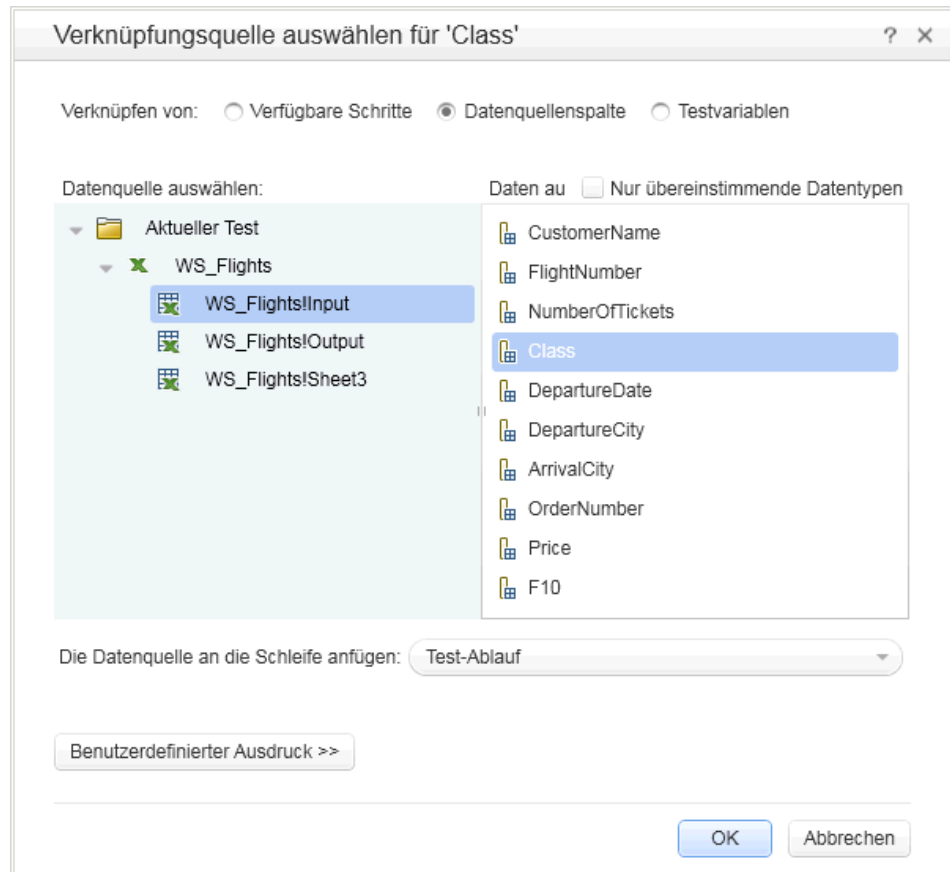 Verknüpfungsquelle auswählen für 'Class' ? ×
Verknüpfen von: Verfügbare Schritte Datenquellenspalte Testvariablen
Datenquelle auswählen:
Aktueller Test
WS_Flights
WS_Flights!Input
WS_Flights!Output
WS_Flights!Sheet3
Daten au Nur übereinstimmende Datentypen
CustomerName
FlightNumber
NumberOfTickets
Class
DepartureDate
DepartureCity
ArrivalCity
OrderNumber
Price
F10
Die Datenquelle an die Schleife anfügen: Test-Ablauf
Benutzerdefinierter Ausdruck >>
OK Abbrechen